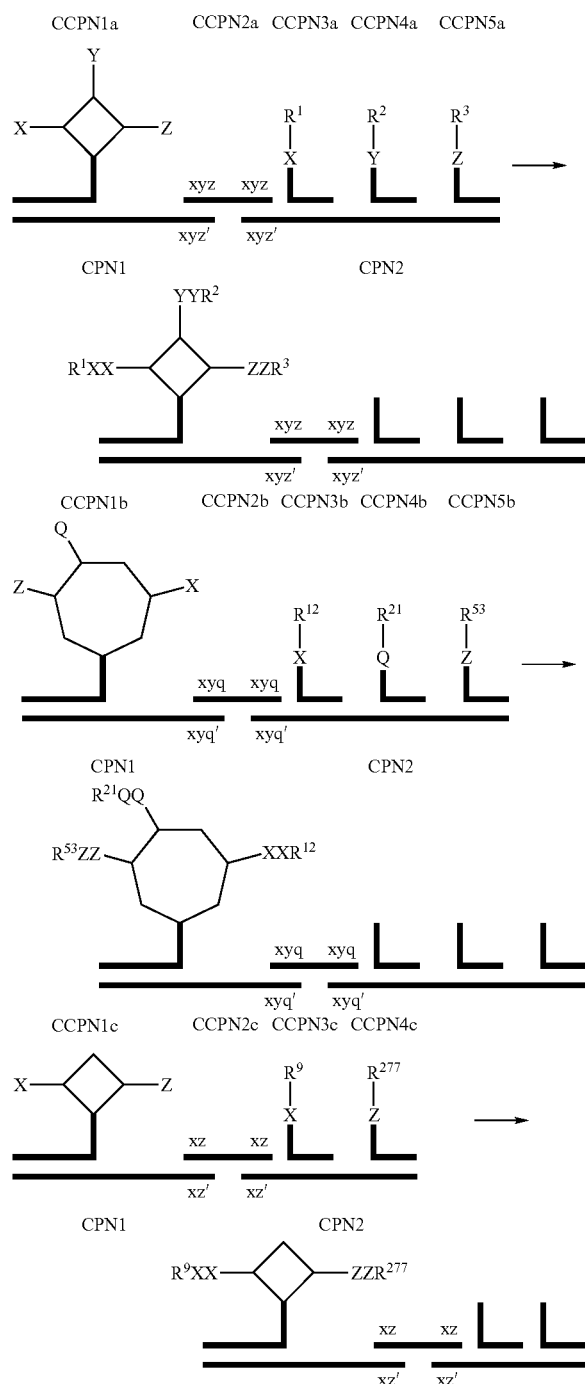 CCPN1a CCPN2a CCPN3a CCPN4a CCPN5a
Y
R¹ R² R³
X Z X Y Z
xyz xyz
xyz′ xyz′
CPN1 CPN2
YYR²
R¹XX ZZR³
xyz xyz
xyz′ xyz′
CCPN1b CCPN2b CCPN3b CCPN4b CCPN5b
Q
Z X
R¹² R²¹ R⁵³
X Q Z
xyq xyq
xyq′ xyq′
CPN1 CPN2
R²¹QQ
R⁵³ZZ XXR¹²
xyq xyq
xyq′ xyq′
CCPN1c CCPN2c CCPN3c CCPN4c
R⁹ R²⁷⁷
X Z X Z
xz xz
xz′ xz′
CPN1 CPN2
R⁹XX ZZR²⁷⁷
xz xz
xz′ xz′